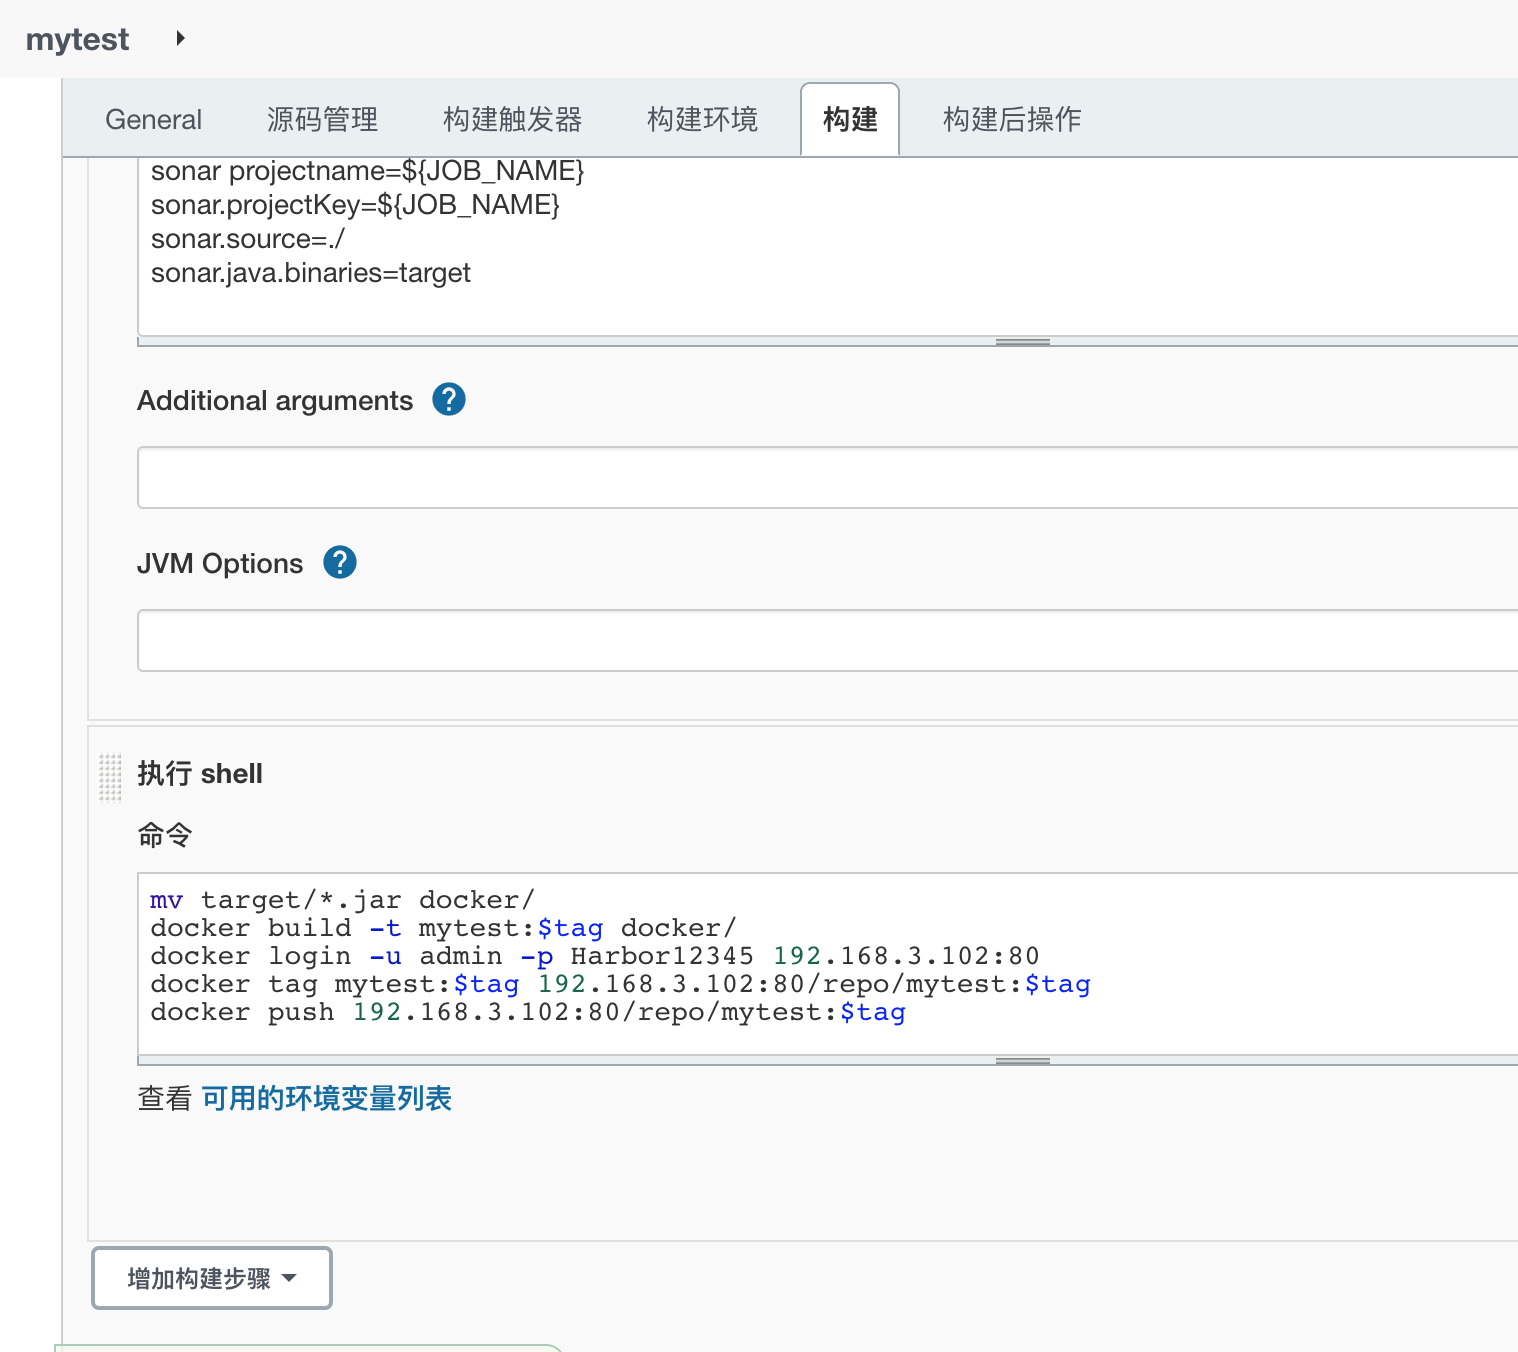 mytest
General 源码管理 构建触发器 构建环境 构建 构建后操作
sonar projectname=${JOB_NAME}
sonar.projectKey=${JOB_NAME}
sonar.source=./
sonar.java.binaries=target
Additional arguments ?
JVM Options ?
执行 shell
命令
mv target/*.jar docker/
docker build -t mytest:$tag docker/
docker login -u admin -p Harbor12345 192.168.3.102:80
docker tag mytest:$tag 192.168.3.102:80/repo/mytest:$tag
docker push 192.168.3.102:80/repo/mytest:$tag
查看 可用的环境变量列表
增加构建步骤